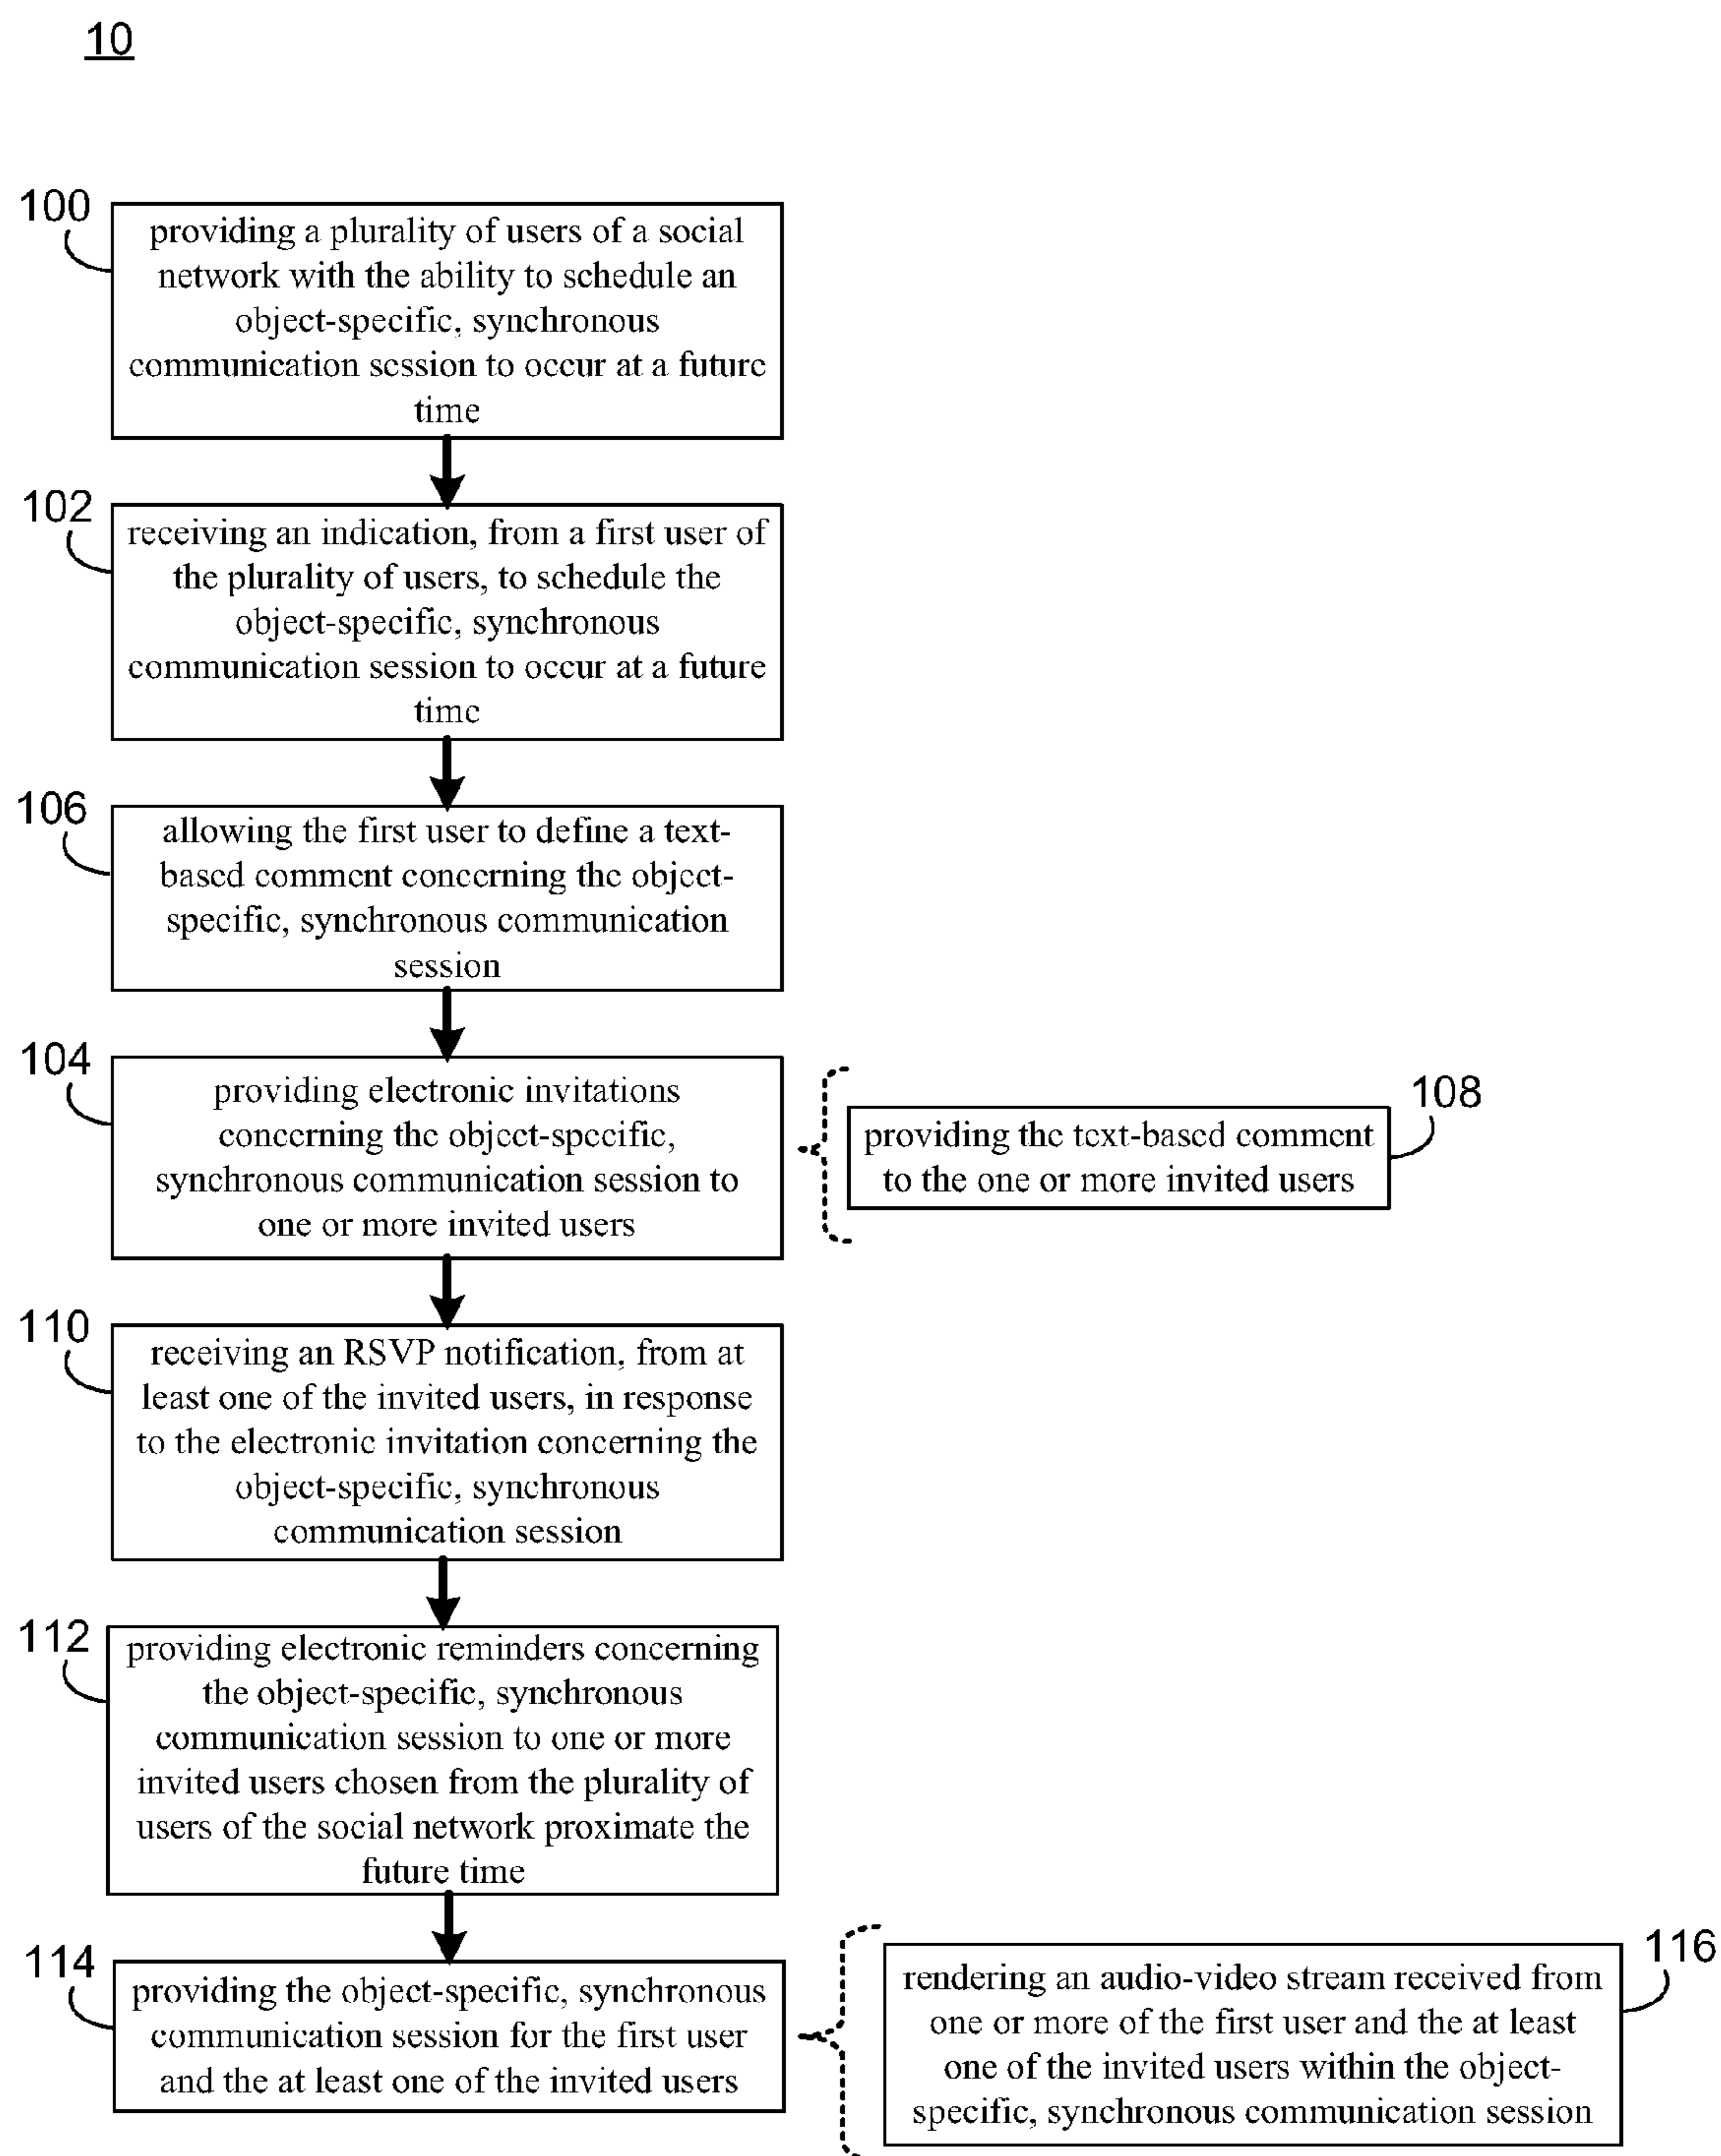 10
100
providing a plurality of users of a social
network with the ability to schedule an
object-specific, synchronous
communication session to occur at a future
time
102
receiving an indication, from a first user of
the plurality of users, to schedule the
object-specific, synchronous
communication session to occur at a future
time
106
allowing the first user to define a text-
based comment concerning the object-
specific, synchronous communication
session
104
providing electronic invitations
concerning the object-specific,
synchronous communication session to
one or more invited users
108
providing the text-based comment
to the one or more invited users
110
receiving an RSVP notification, from at
least one of the invited users, in response
to the electronic invitation concerning the
object-specific, synchronous
communication session
112
providing electronic reminders concerning
the object-specific, synchronous
communication session to one or more
invited users chosen from the plurality of
users of the social network proximate the
future time
114
providing the object-specific, synchronous
communication session for the first user
and the at least one of the invited users
116
rendering an audio-video stream received from
one or more of the first user and the at least
one of the invited users within the object-
specific, synchronous communication session